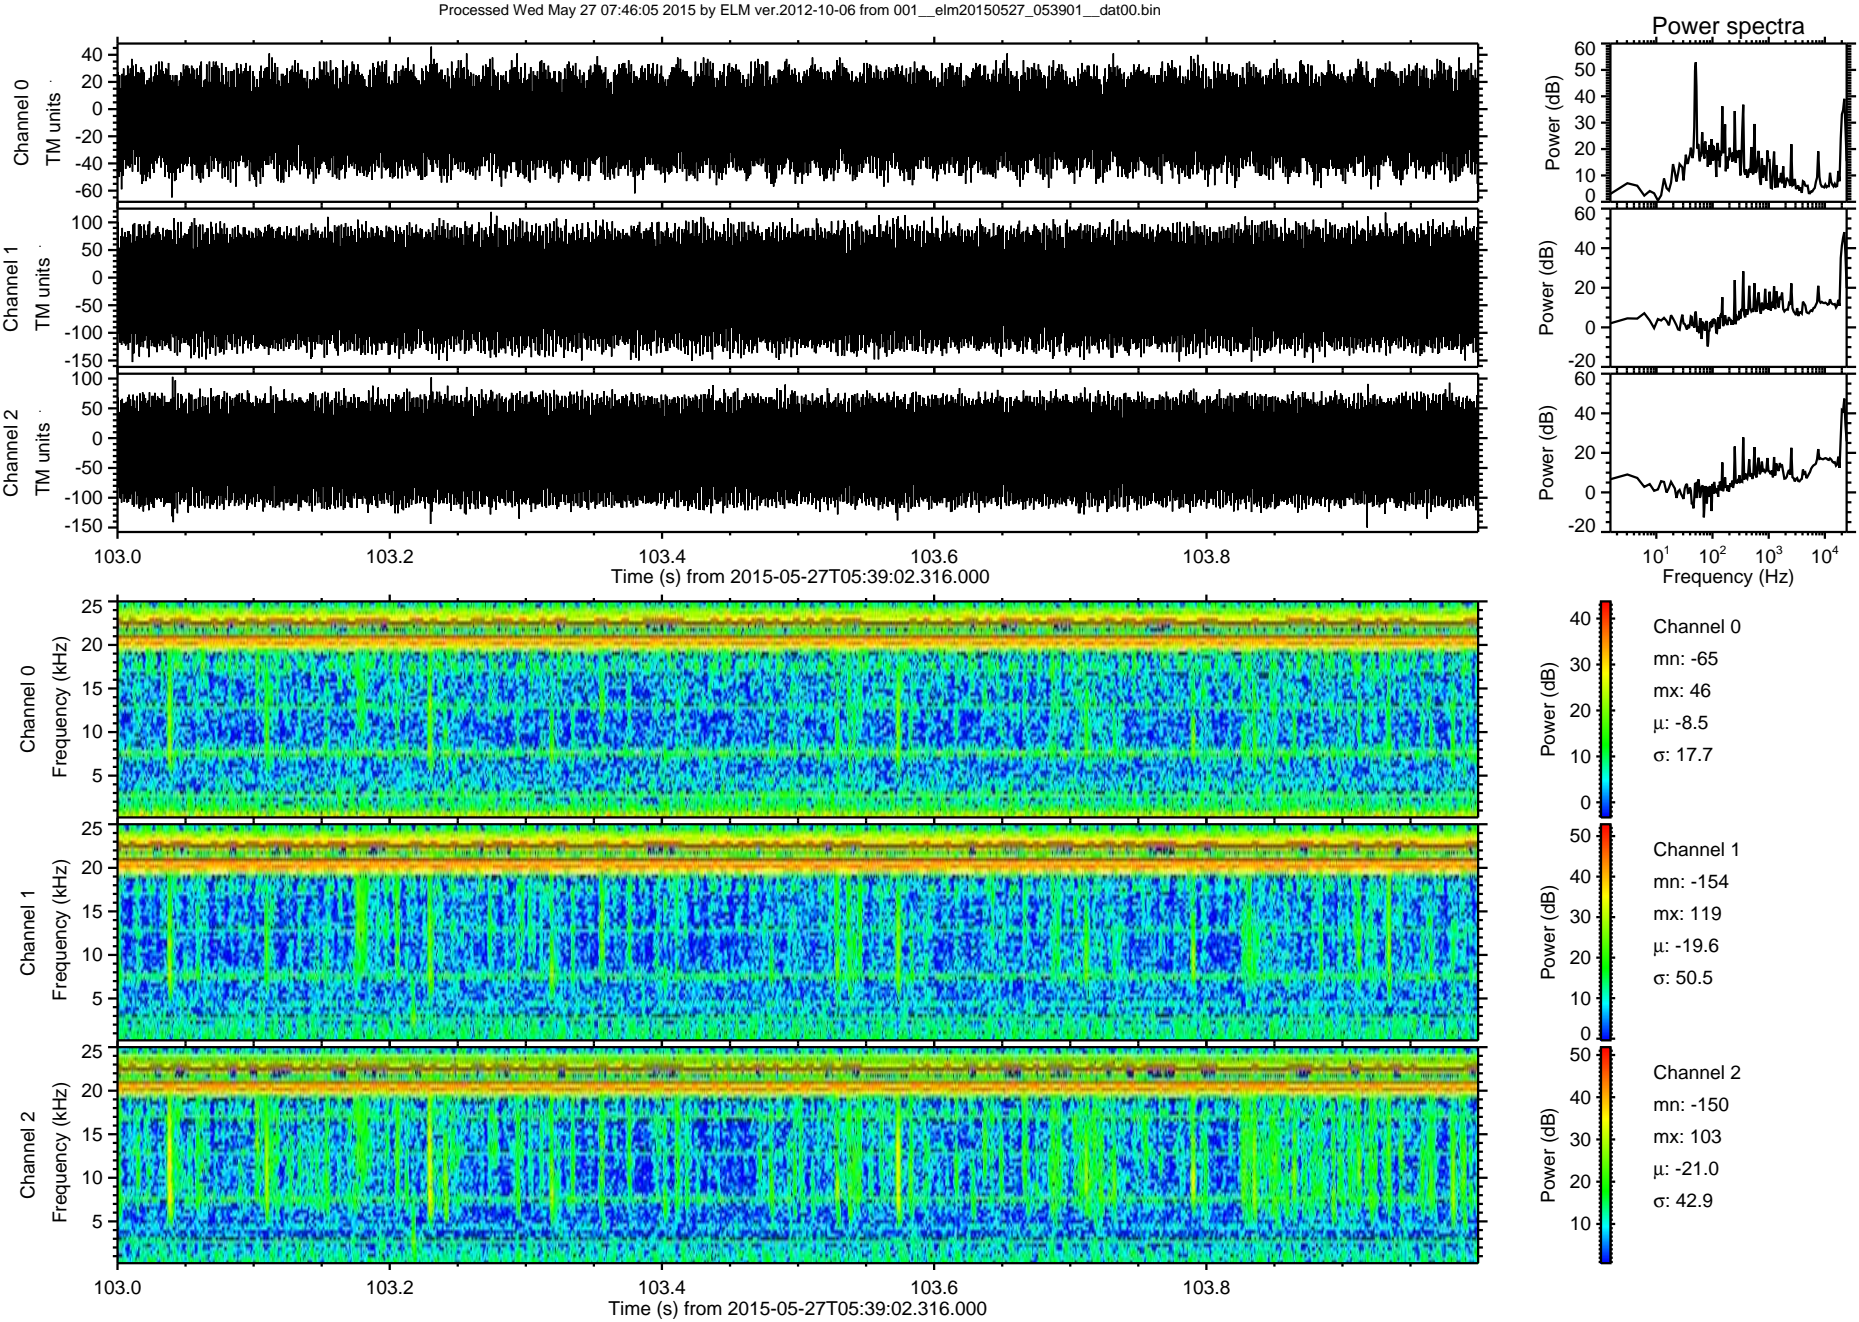 Processed Wed May 27 07:46:05 2015 by ELM ver.2012-10-06 from 001__elm20150527_053901__dat00.bin
Power spectra
Channel 0
TM units
40
20
0
-20
-40
-60
Power (dB)
60
50
40
30
20
10
0
Channel 1
TM units
100
50
0
-50
-100
-150
Power (dB)
60
40
20
0
-20
Channel 2
TM units
100
50
0
-50
-100
-150
Power (dB)
60
40
20
0
-20
103.0 103.2 103.4 103.6 103.8
Time (s) from 2015-05-27T05:39:02.316.000
10^1 10^2 10^3 10^4
Frequency (Hz)
Channel 0
Frequency (kHz)
25
20
15
10
5
Power (dB)
40
30
20
10
0
Channel 0
mn: -65
mx: 46
μ: -8.5
σ: 17.7
Channel 1
Frequency (kHz)
25
20
15
10
5
Power (dB)
50
40
30
20
10
0
Channel 1
mn: -154
mx: 119
μ: -19.6
σ: 50.5
Channel 2
Frequency (kHz)
25
20
15
10
5
Power (dB)
50
40
30
20
10
Channel 2
mn: -150
mx: 103
μ: -21.0
σ: 42.9
103.0 103.2 103.4 103.6 103.8
Time (s) from 2015-05-27T05:39:02.316.000